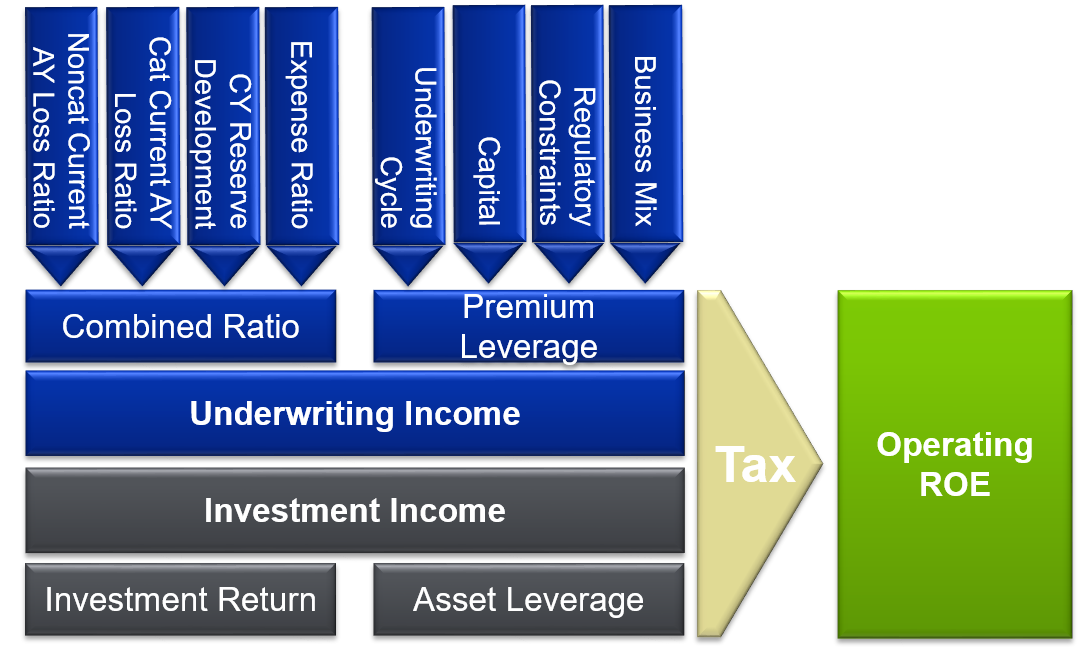 Noncat Current
AY Loss Ratio
Cat Current AY
Loss Ratio
CY Reserve
Development
Expense Ratio
Underwriting
Cycle
Capital
Regulatory
Constraints
Business Mix
Combined Ratio
Premium
Leverage
Underwriting Income
Investment Income
Investment Return
Asset Leverage
Tax
Operating
ROE